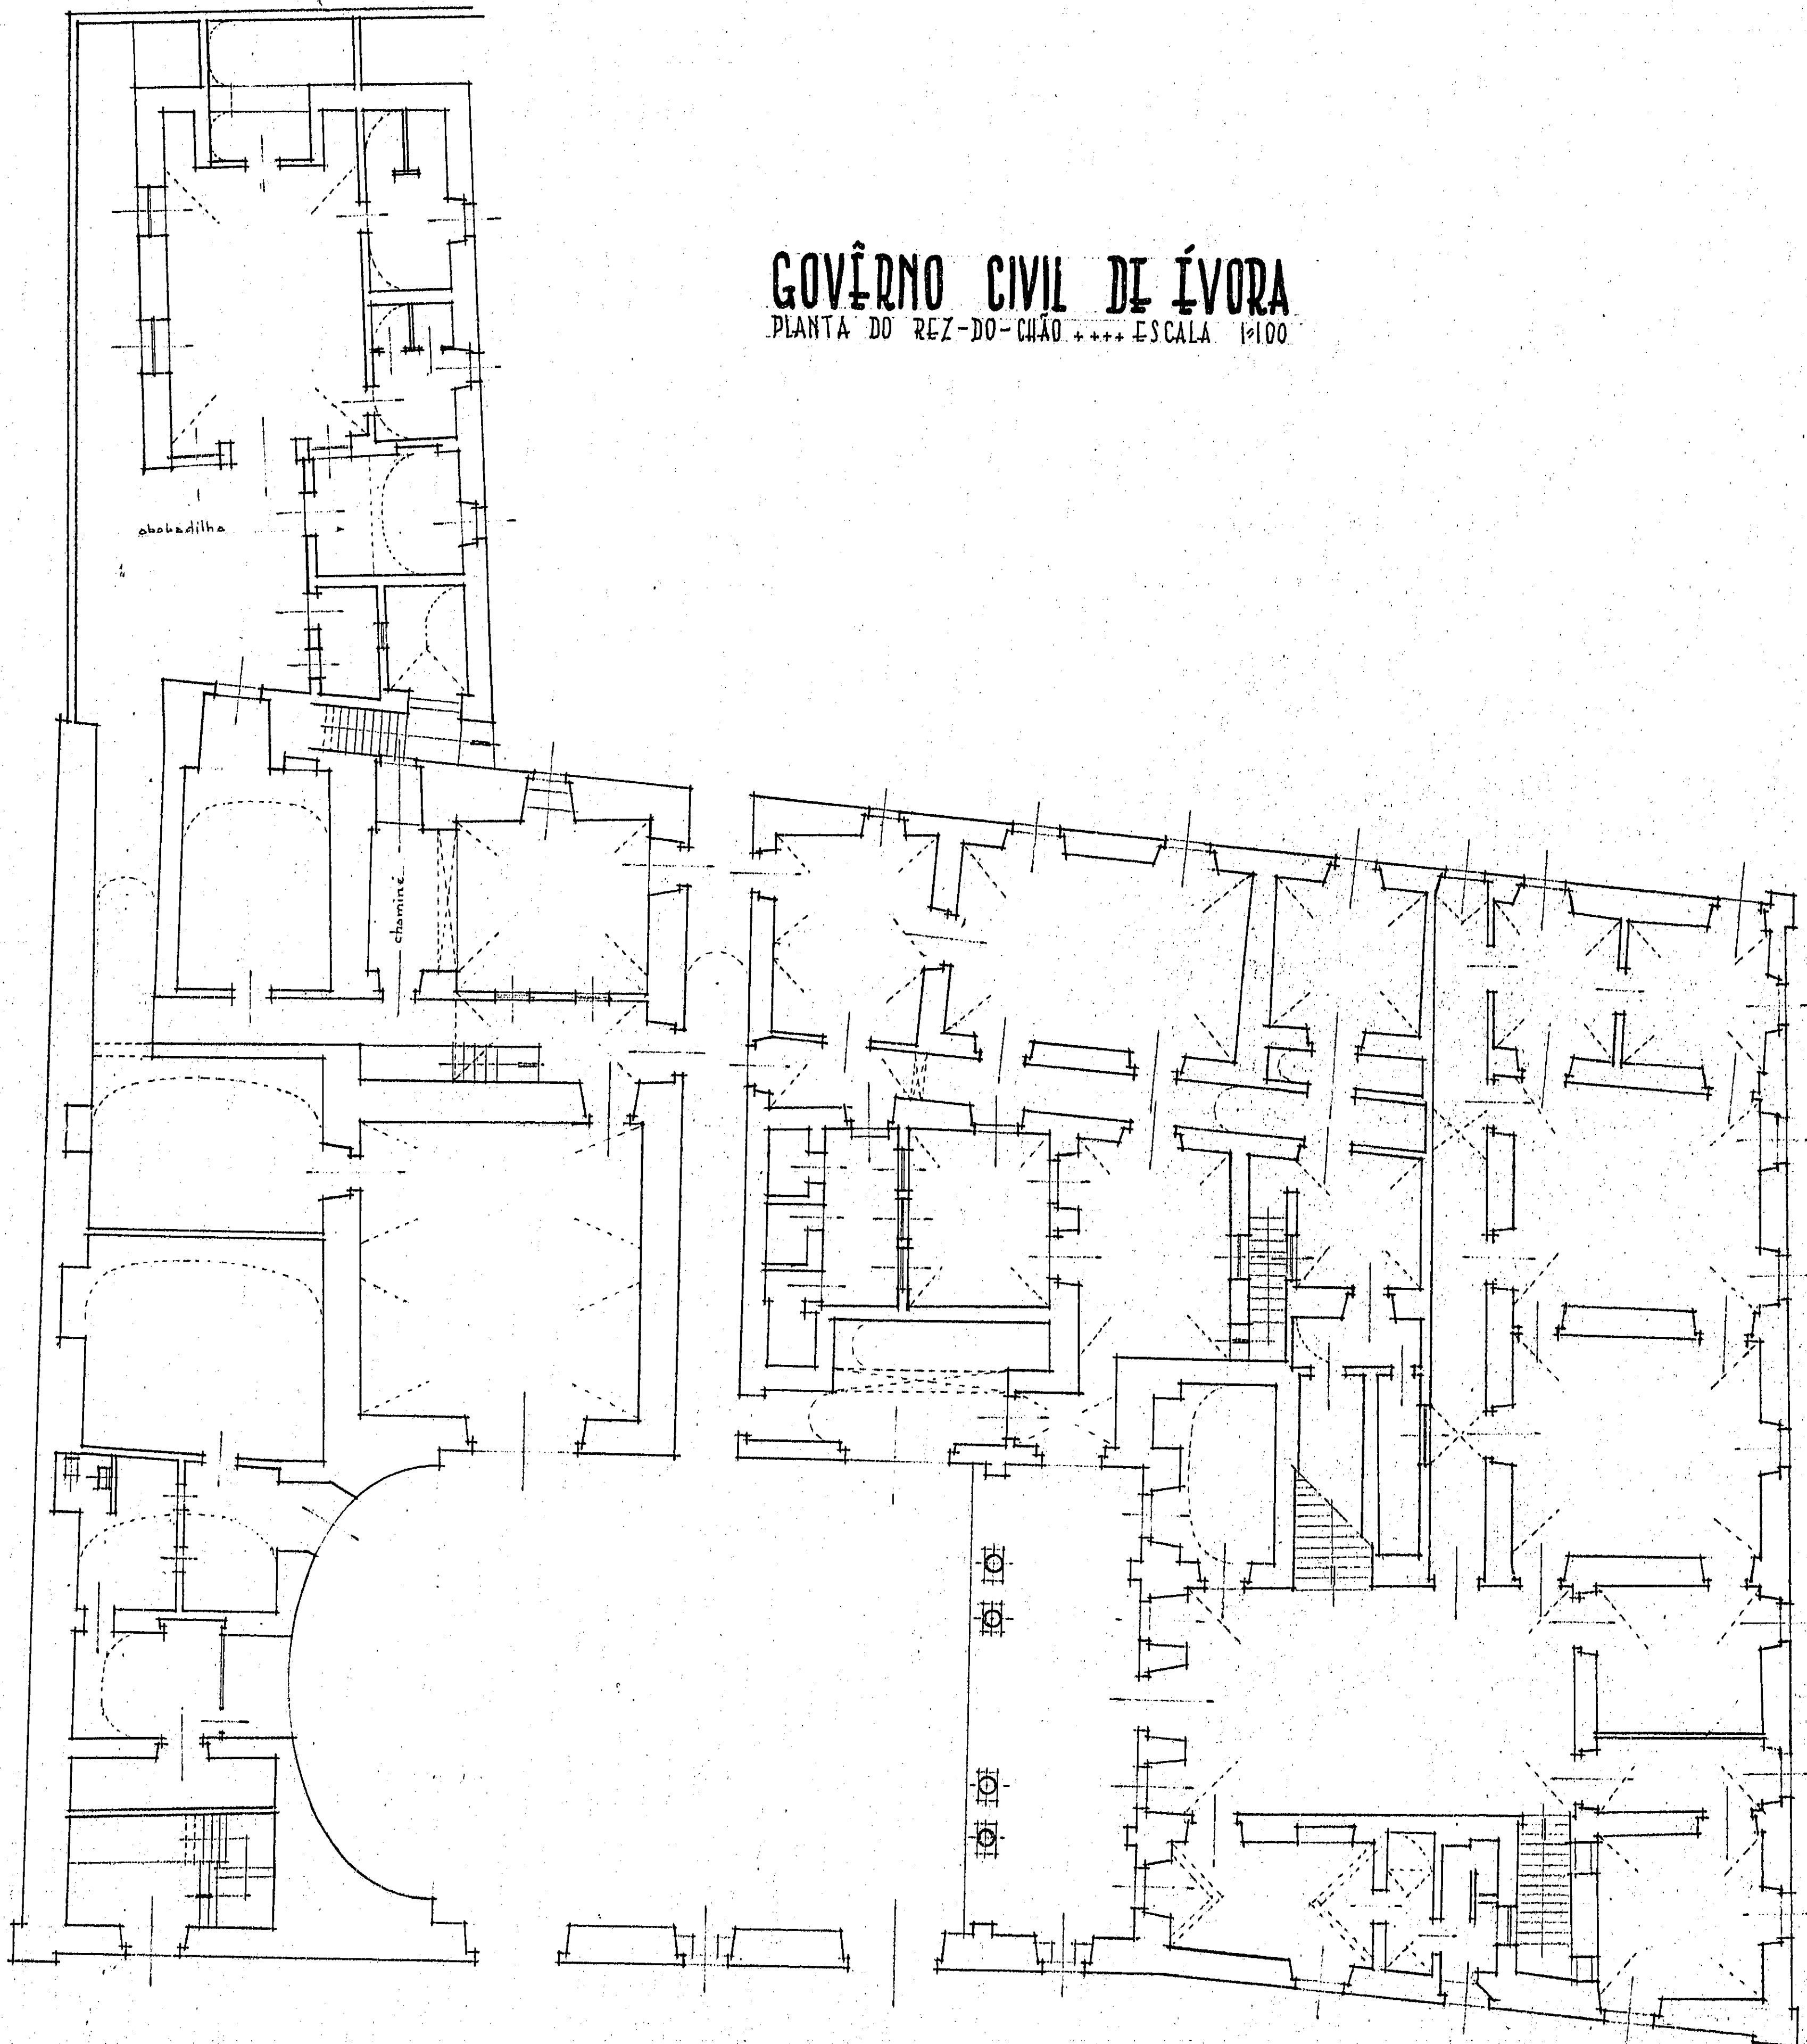 GOVÊRNO CIVIL DE ÉVORA
PLANTA DO REZ-DO-CHÃO ++++ ESCALA 1:100
abobadilha
chaminé